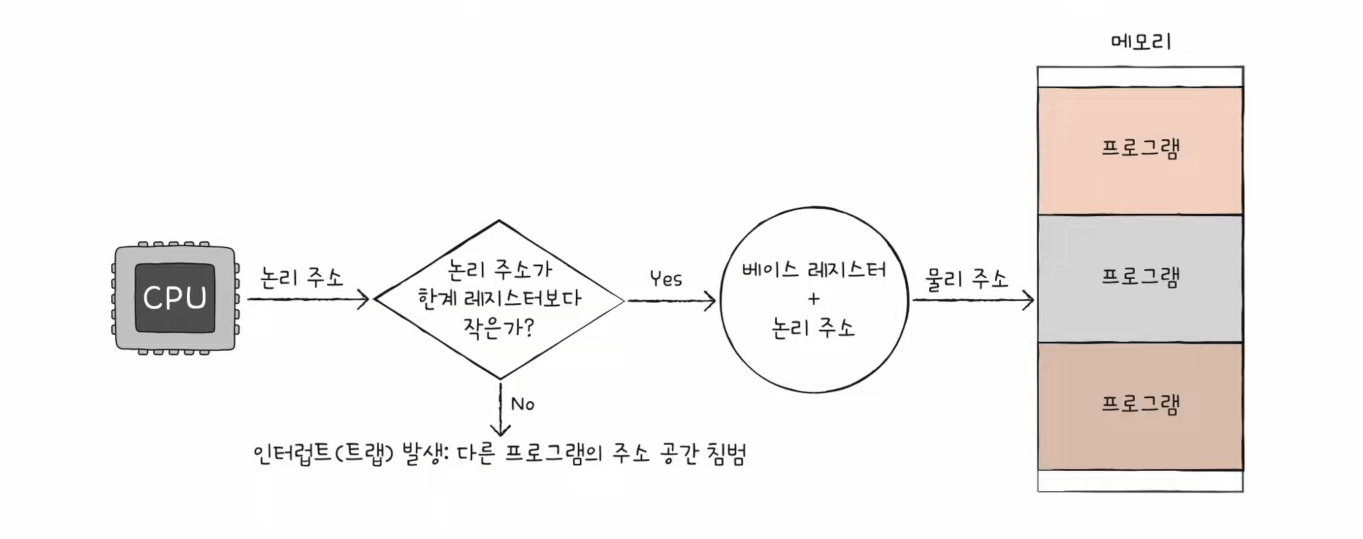 메모리
프로그램
프로그램
프로그램
CPU
논리 주소
논리 주소가
한계 레지스터보다
작은가?
Yes
베이스 레지스터
+
논리 주소
물리 주소
No
인터럽트(트랩) 발생: 다른 프로그램의 주소 공간 침범